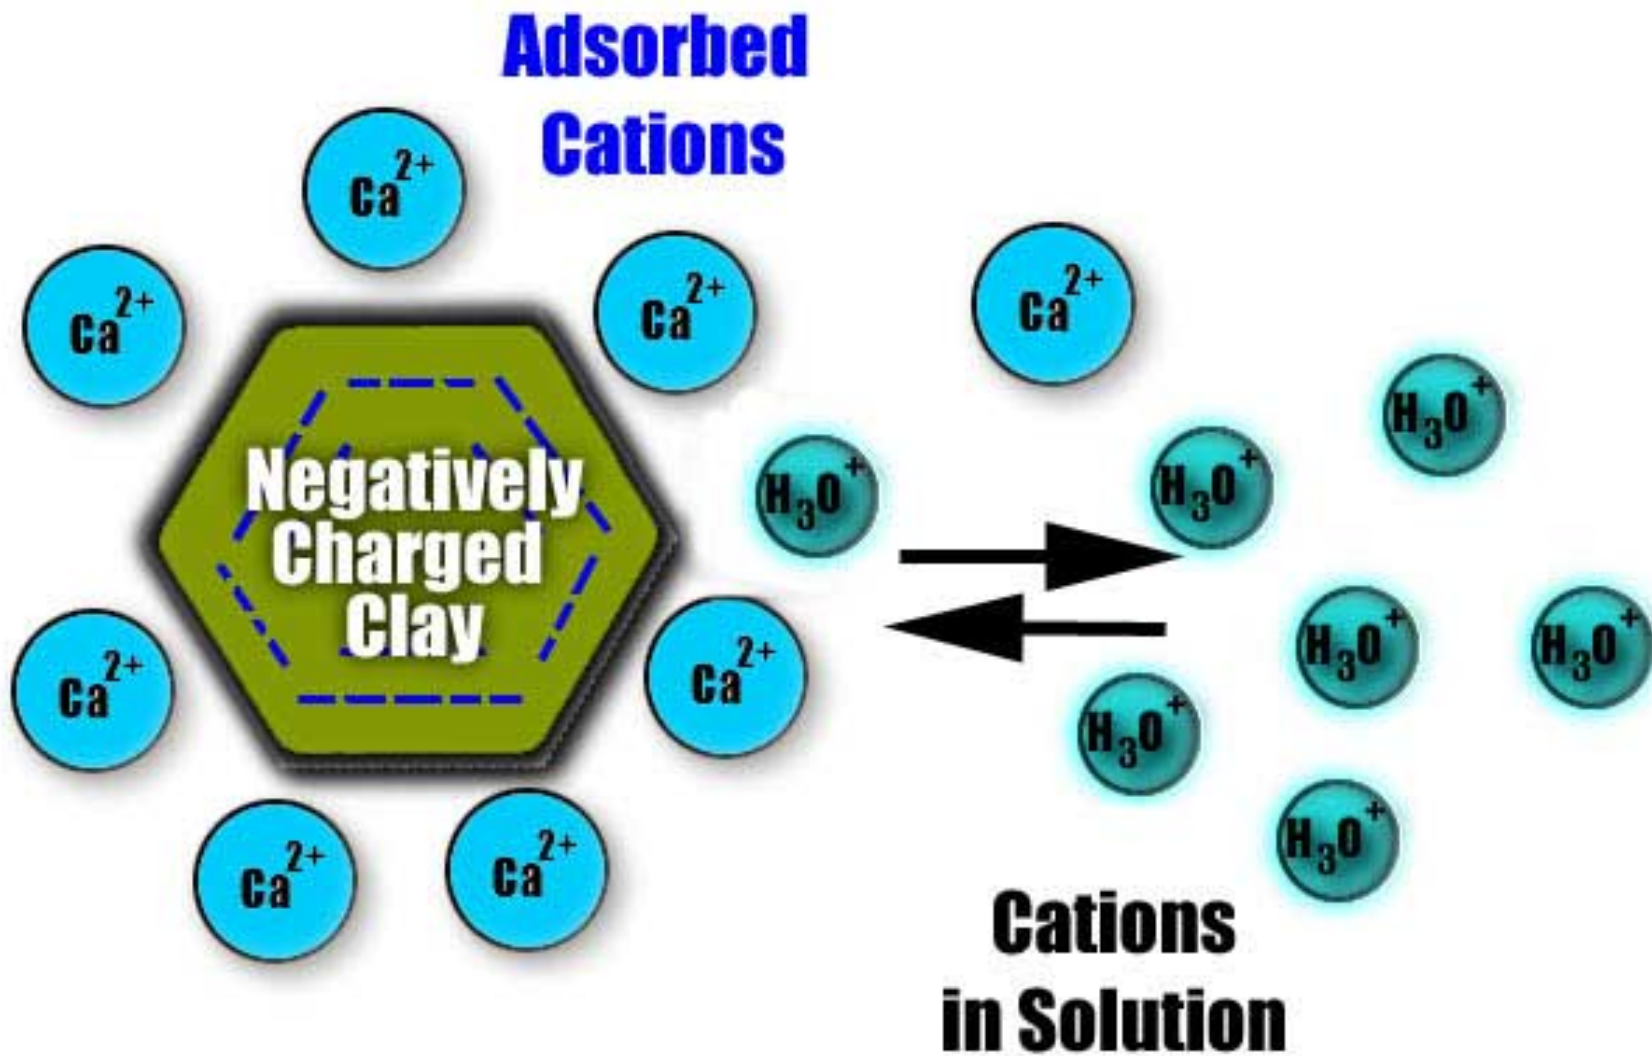 Adsorbed
Cations
Ca²⁺
Ca²⁺
Ca²⁺
Ca²⁺
H₃O⁺
H₃O⁺
H₃O⁺
Negatively
Charged
Clay
H₃O⁺
H₃O⁺
Ca²⁺
Ca²⁺
H₃O⁺
H₃O⁺
Ca²⁺
Ca²⁺
Cations
in Solution